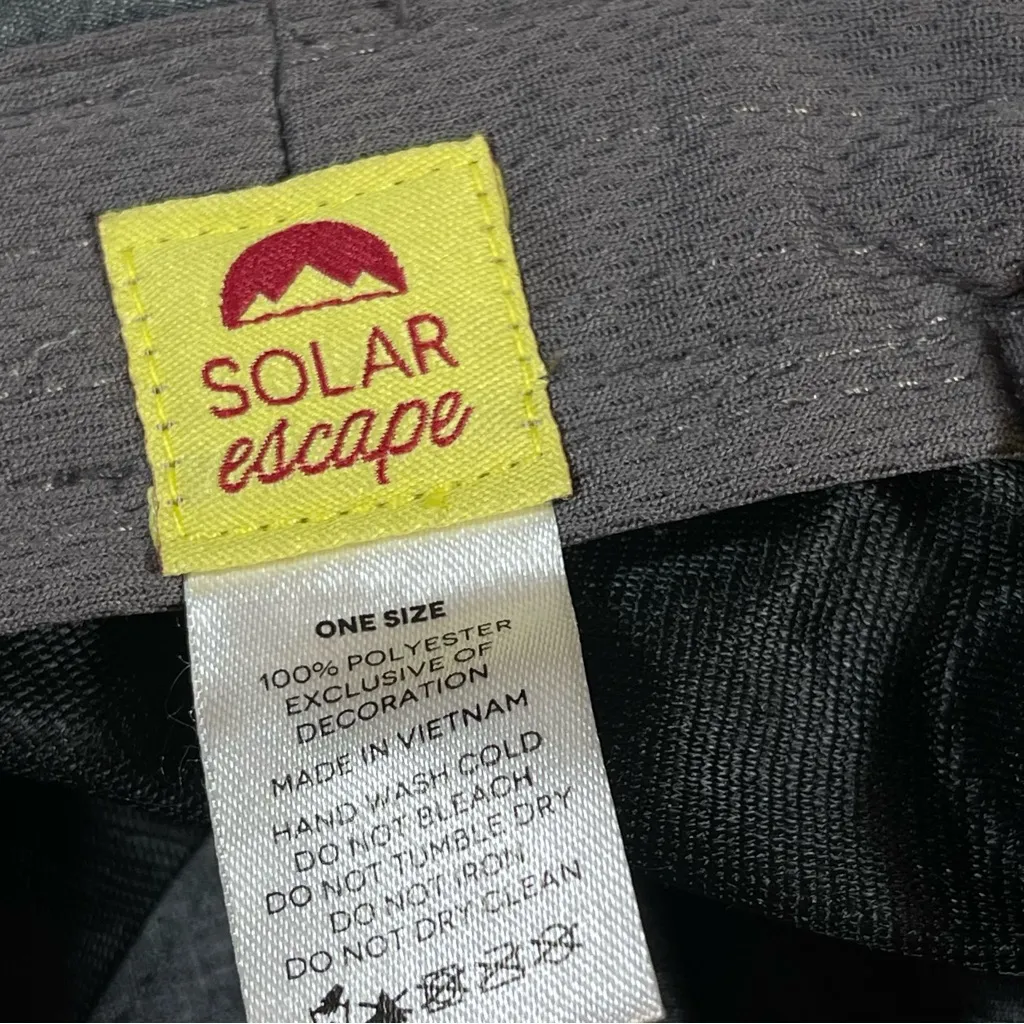 SOLAR
escape
ONE SIZE
100% POLYESTER
EXCLUSIVE OF
DECORATION
MADE IN VIETNAM
HAND WASH COLD
DO NOT BLEACH
DO NOT TUMBLE DRY
DO NOT IRON
DO NOT DRY CLEAN